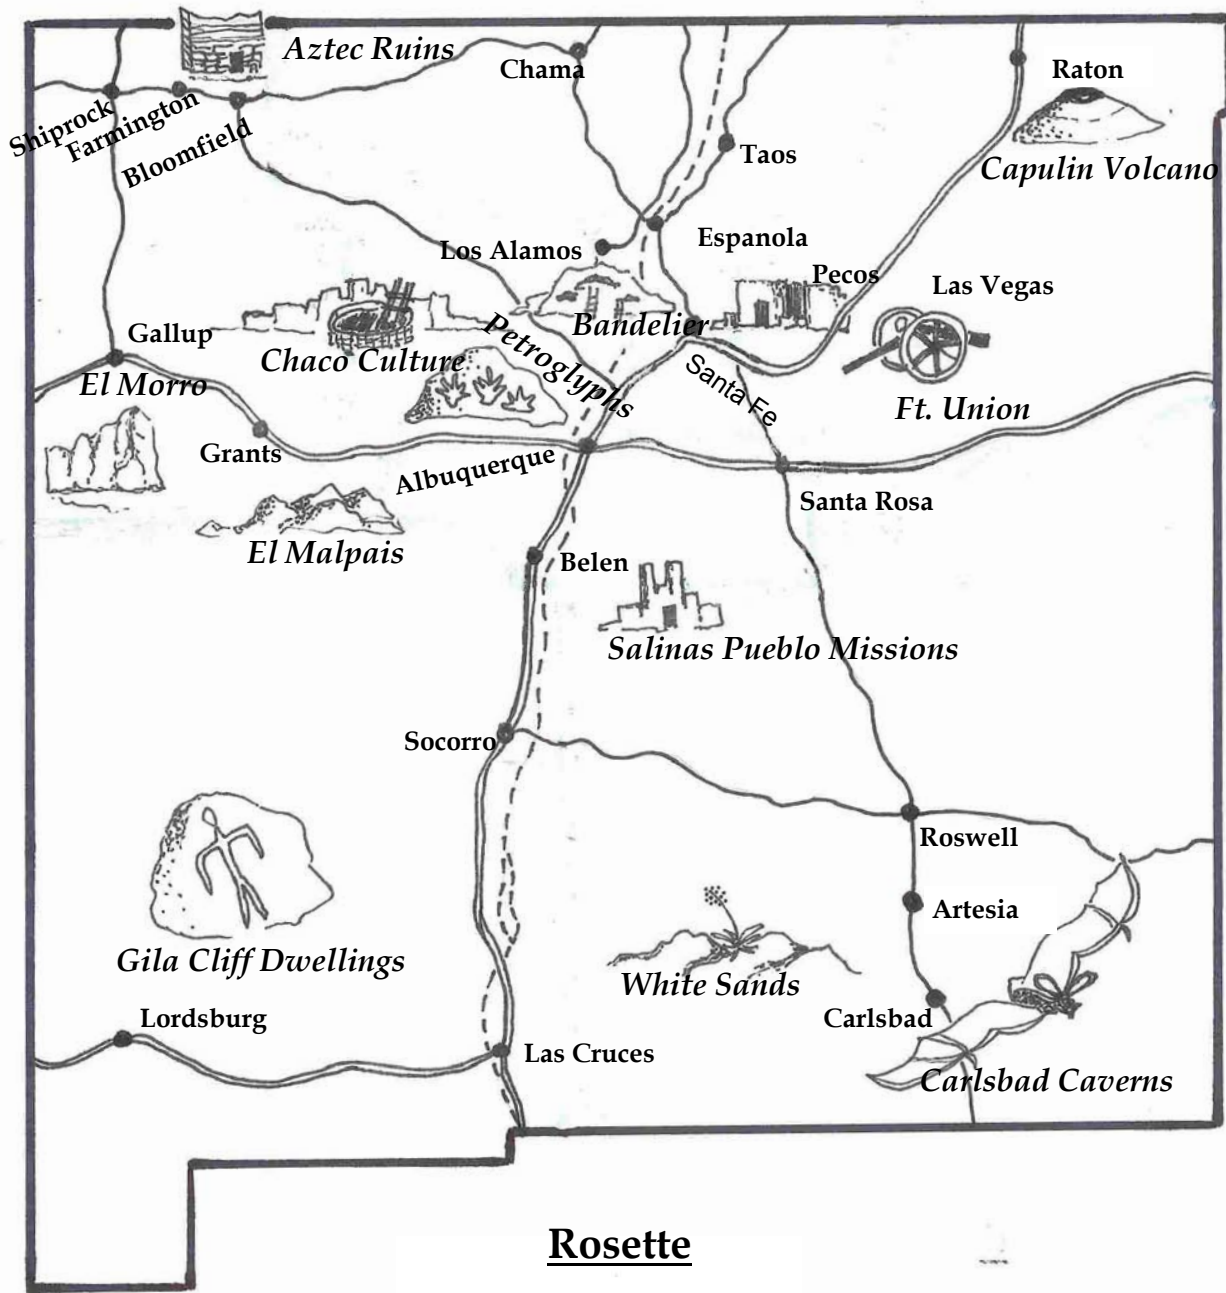 Aztec Ruins
Chama
Raton
Shiprock
Farmington
Bloomfield
Taos
Capulin Volcano
Los Alamos
Espanola
Pecos
Las Vegas
Gallup
Chaco Culture
Petroglyphs
Bandelier
Santa Fe
Ft. Union
El Morro
Grants
Albuquerque
Santa Rosa
El Malpais
Belen
Salinas Pueblo Missions
Socorro
Roswell
Artesia
Gila Cliff Dwellings
White Sands
Lordsburg
Carlsbad
Las Cruces
Carlsbad Caverns
Rosette